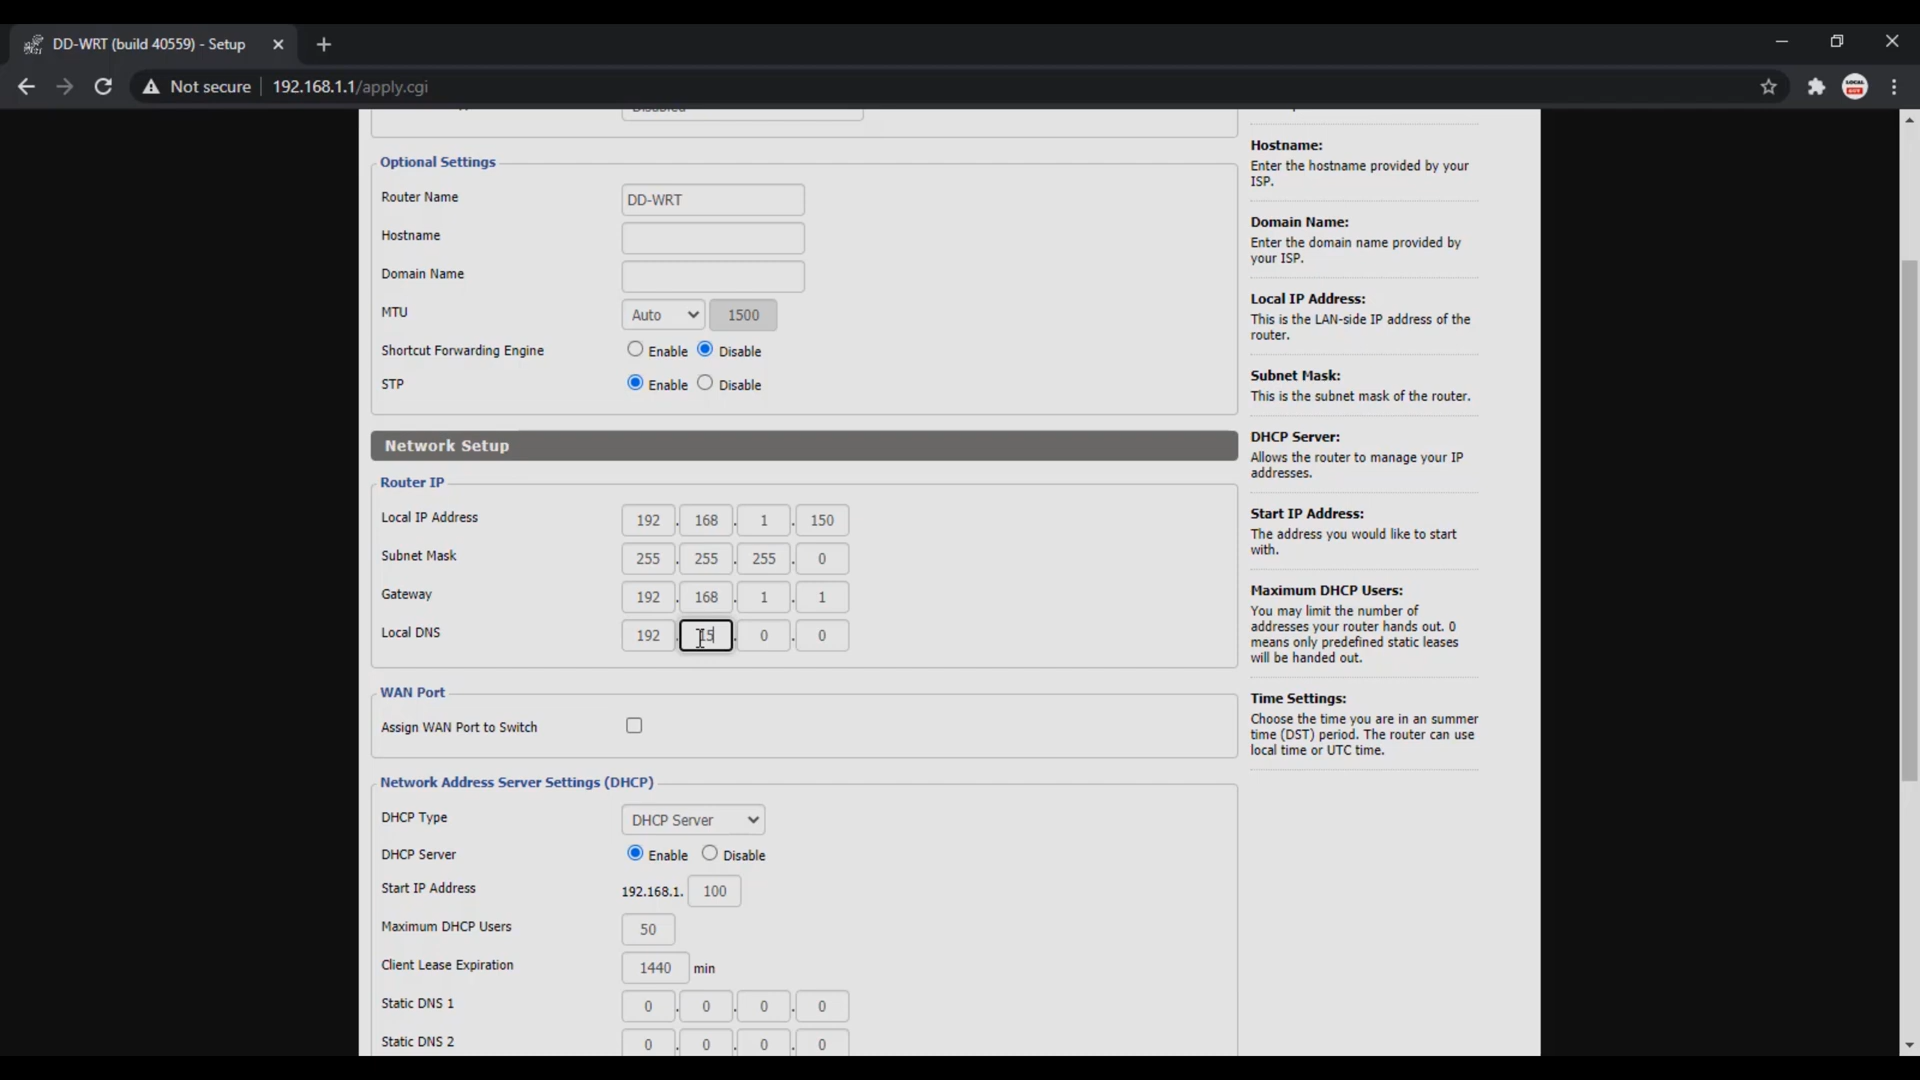 DD-WRT (build 40559) - Setup
Not secure | 192.168.1.1/apply.cgi
Disabled
Optional Settings
Router Name DD-WRT
Hostname
Domain Name
MTU Auto 1500
Shortcut Forwarding Engine Enable Disable
STP Enable Disable
Network Setup
Router IP
Local IP Address 192 . 168 . 1 . 150
Subnet Mask 255 . 255 . 255 . 0
Gateway 192 . 168 . 1 . 1
Local DNS 192 . 15 . 0 . 0
WAN Port
Assign WAN Port to Switch
Network Address Server Settings (DHCP)
DHCP Type DHCP Server
DHCP Server Enable Disable
Start IP Address 192.168.1. 100
Maximum DHCP Users 50
Client Lease Expiration 1440 min
Static DNS 1 0 . 0 . 0 . 0
Static DNS 2 0 . 0 . 0 . 0
Hostname:
Enter the hostname provided by your
ISP.
Domain Name:
Enter the domain name provided by
your ISP.
Local IP Address:
This is the LAN-side IP address of the
router.
Subnet Mask:
This is the subnet mask of the router.
DHCP Server:
Allows the router to manage your IP
addresses.
Start IP Address:
The address you would like to start
with.
Maximum DHCP Users:
You may limit the number of
addresses your router hands out. 0
means only predefined static leases
will be handed out.
Time Settings:
Choose the time you are in an summer
time (DST) period. The router can use
local time or UTC time.